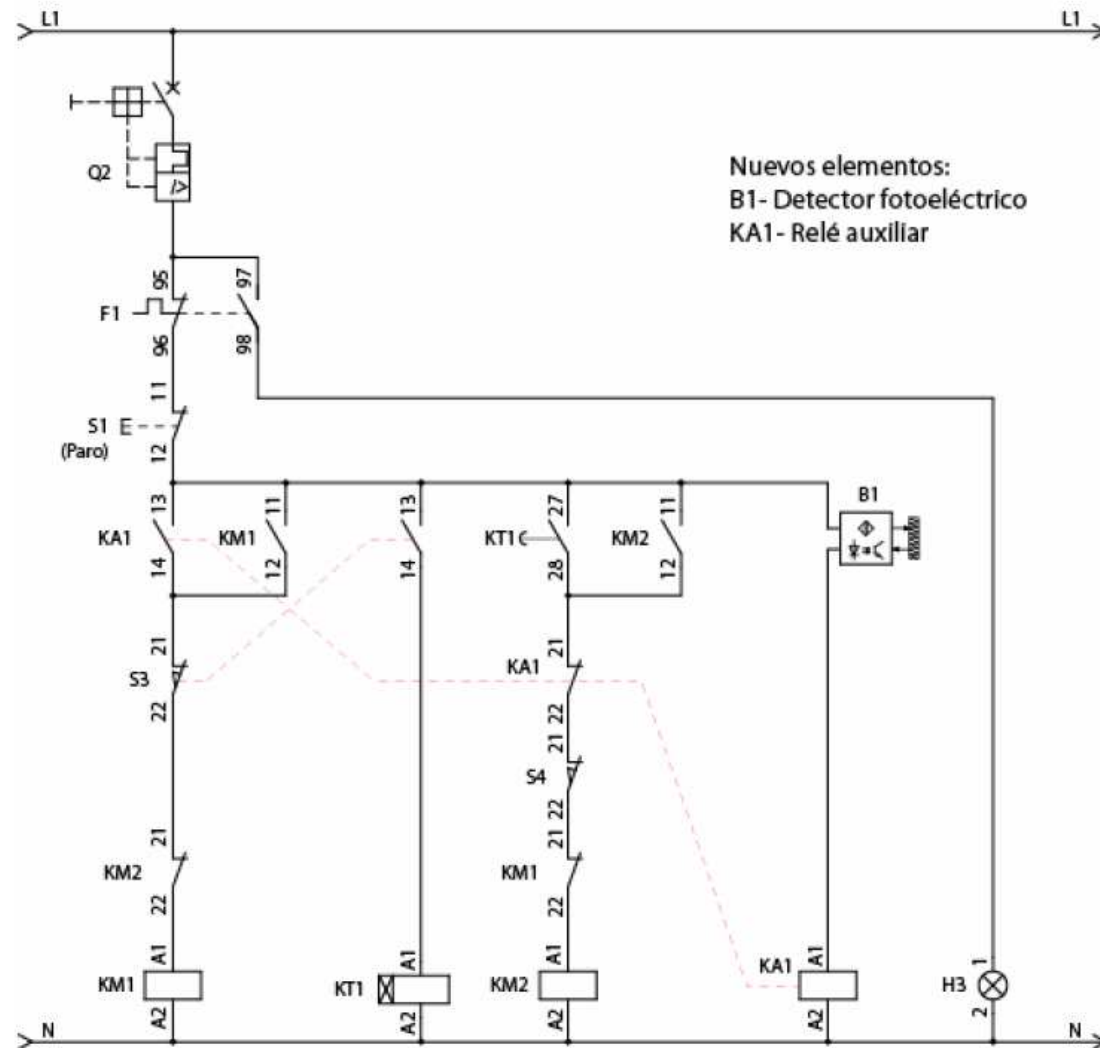 L1 L1
Q2
Nuevos elementos:
B1- Detector fotoeléctrico
KA1- Relé auxiliar
95 97
F1
96 98
11
S1
(Paro)
12
B1
13 11 13 27 11
KA1 KM1 KT1 KM2
14 12 14 28 12
21 21
S3 KA1
22 22
21
S4
22
21 21
KM2 KM1
22 22
A1 A1 A1 A1 1
KM1 KT1 KM2 KA1 H3
A2 A2 A2 A2 2
N N